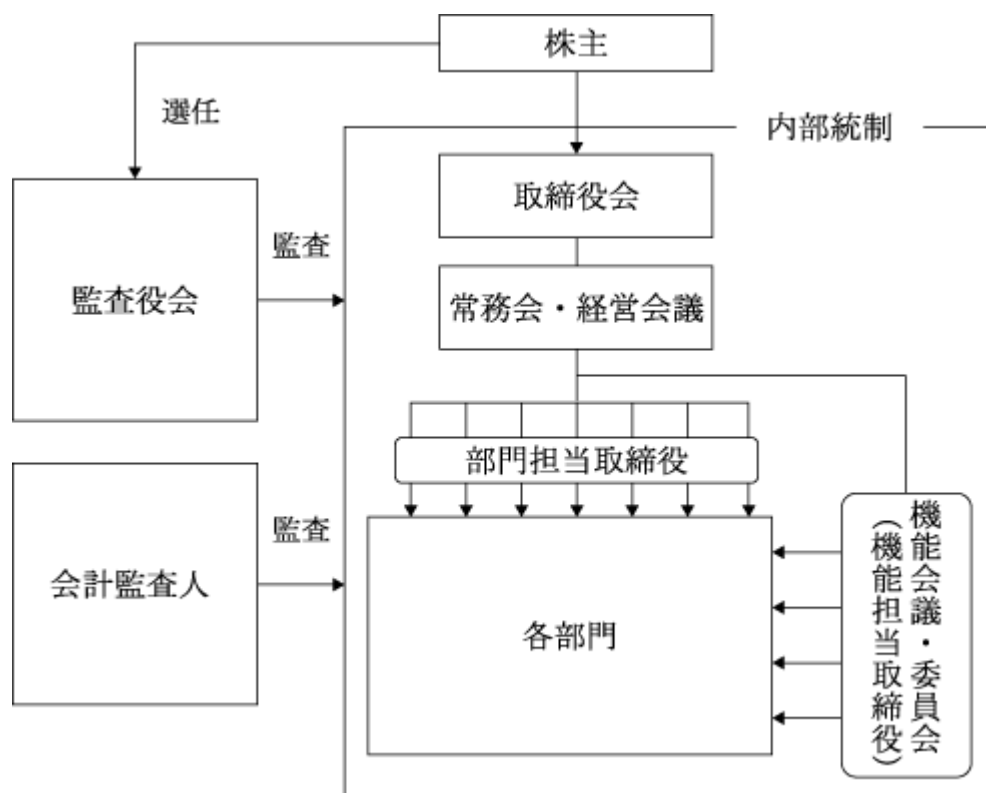 株主
選任
内部統制
取締役会
監査
監査役会
常務会・経営会議
部門担当取締役
機能会議・委員会
（機能担当取締役）
監査
会計監査人
各部門